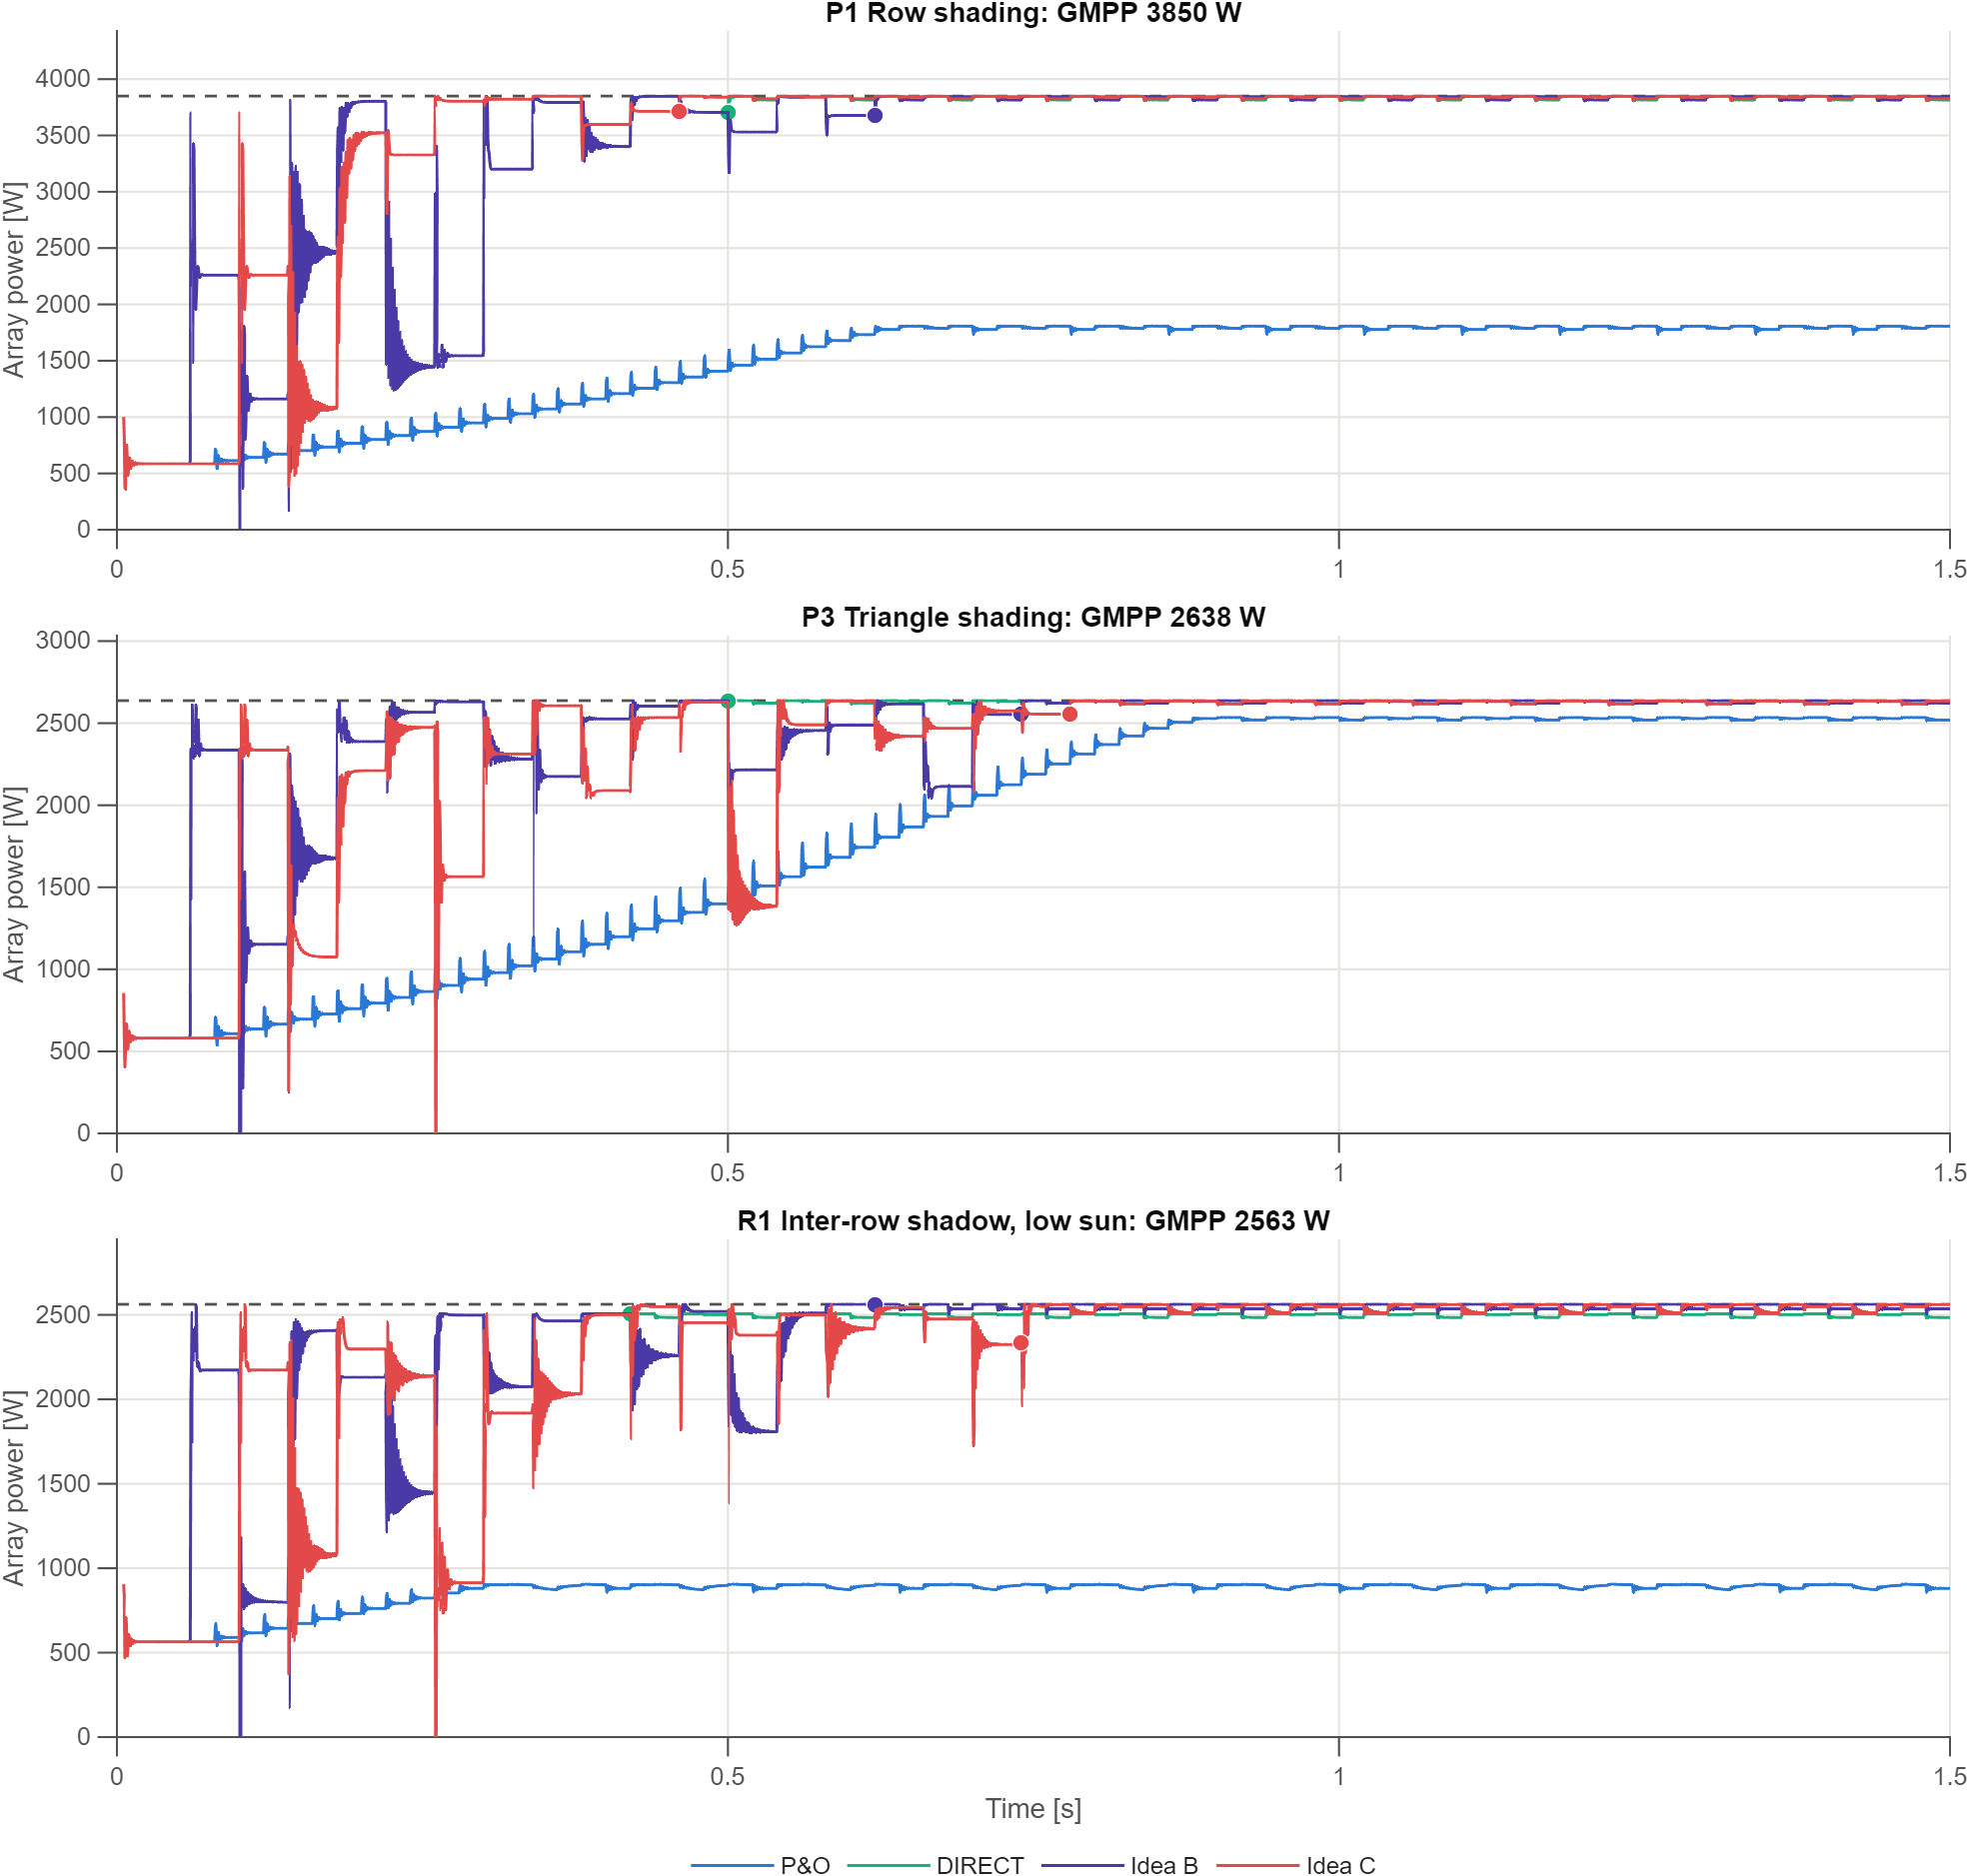 P1 Row shading: GMPP 3850 W
Array power [W]
4000
3500
3000
2500
2000
1500
1000
500
0
0 0.5 1 1.5
P3 Triangle shading: GMPP 2638 W
Array power [W]
3000
2500
2000
1500
1000
500
0
0 0.5 1 1.5
R1 Inter-row shadow, low sun: GMPP 2563 W
Array power [W]
2500
2000
1500
1000
500
0
0 0.5 1 1.5
Time [s]
P&O DIRECT Idea B Idea C